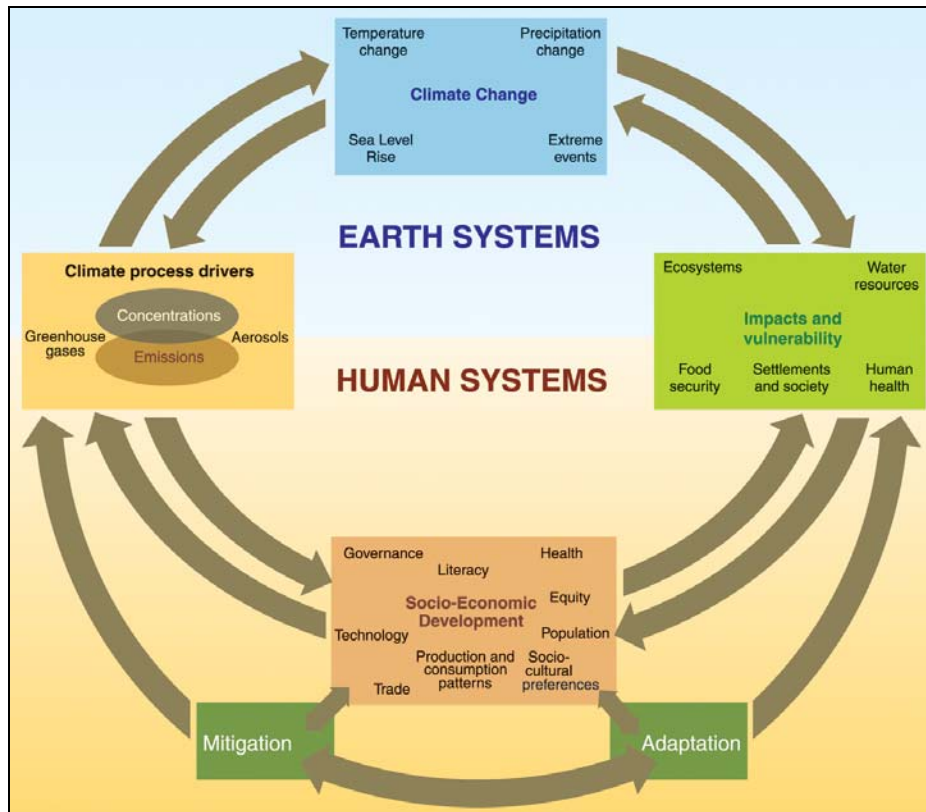 Temperature
change
Precipitation
change
Climate Change
Sea Level
Rise
Extreme
events
EARTH SYSTEMS
Climate process drivers
Concentrations
Greenhouse
gases
Aerosols
Emissions
Ecosystems
Water
resources
Impacts and
vulnerability
Food
security
Settlements
and society
Human
health
HUMAN SYSTEMS
Governance
Literacy
Health
Socio-Economic
Development
Equity
Technology
Population
Production and
consumption
patterns
Socio-
cultural
preferences
Trade
Mitigation
Adaptation